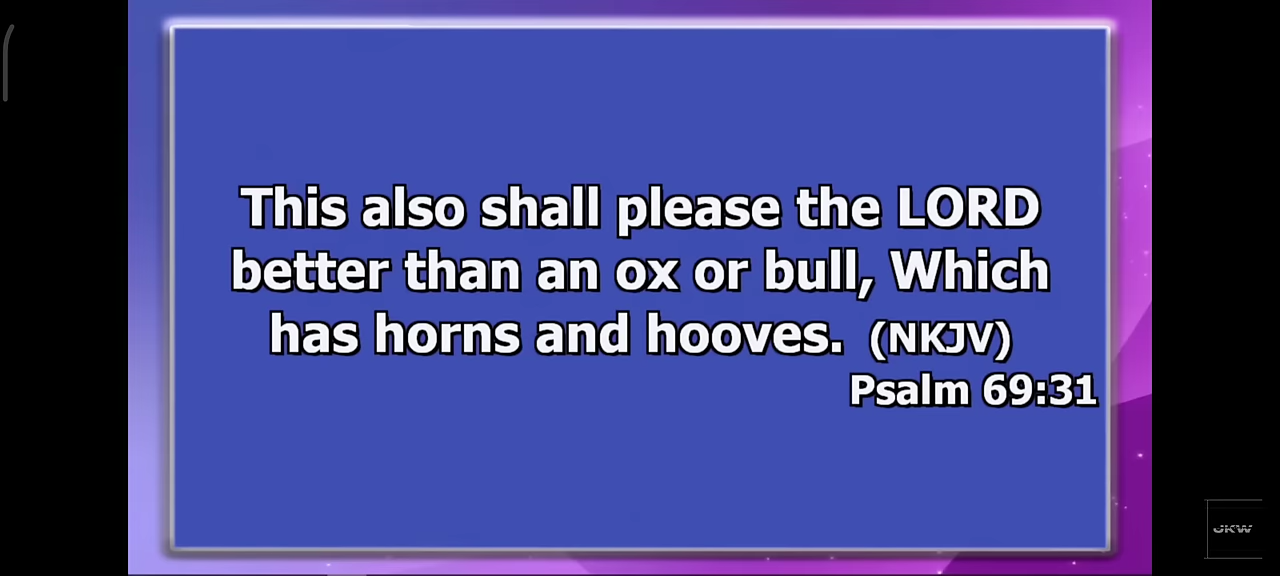 This also shall please the LORD
better than an ox or bull, Which
has horns and hooves. (NKJV)
Psalm 69:31
JKW